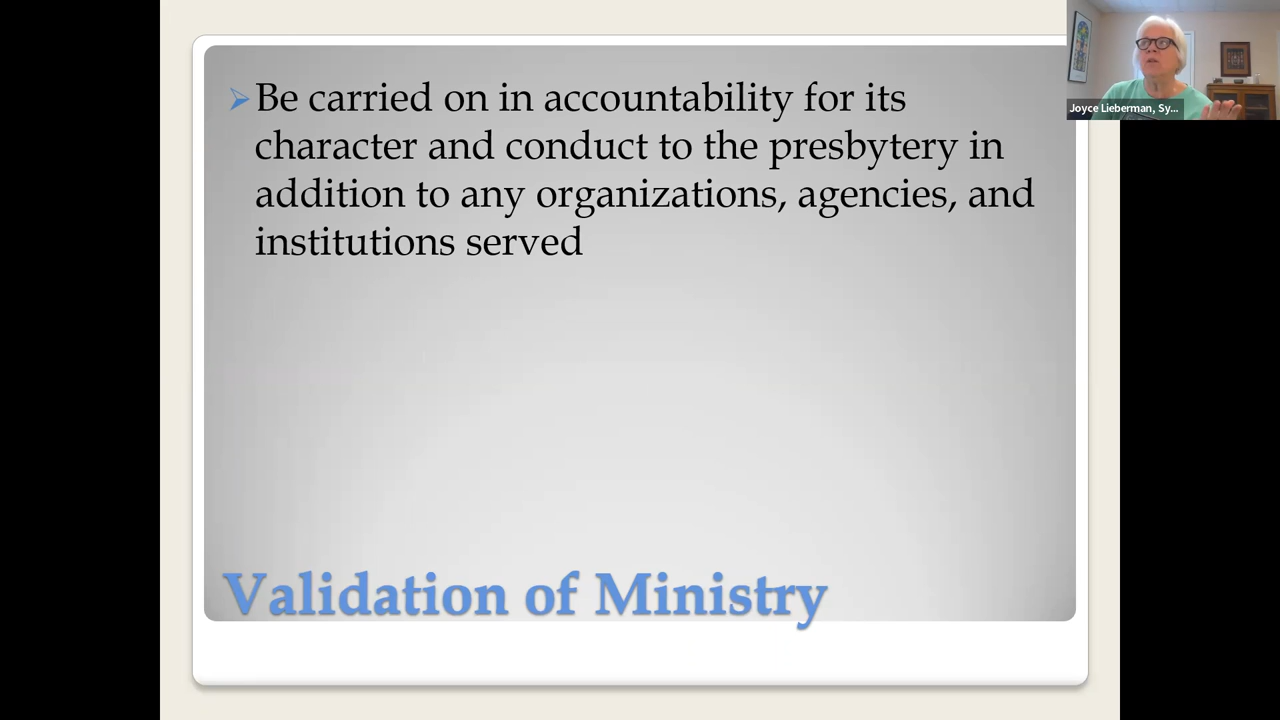 Be carried on in accountability for its
character and conduct to the presbytery in
addition to any organizations, agencies, and
institutions served
Validation of Ministry
Joyce Lieberman, Sy...